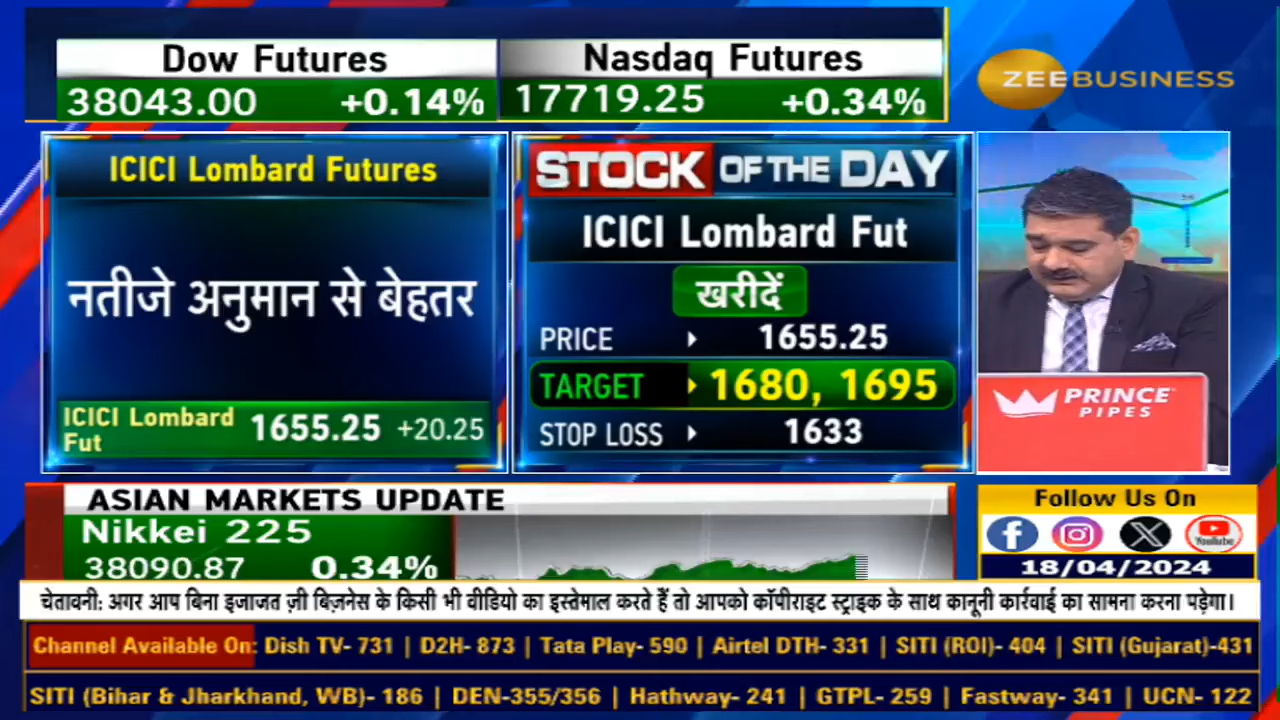 Dow Futures
38043.00 +0.14%
Nasdaq Futures
17719.25 +0.34%
ZEEBUSINESS
ICICI Lombard Futures
नतीजे अनुमान से बेहतर
ICICI Lombard Fut 1655.25 +20.25
STOCK OF THE DAY
ICICI Lombard Fut
खरीदें
PRICE 1655.25
TARGET 1680, 1695
STOP LOSS 1633
PRINCE
PIPES
ASIAN MARKETS UPDATE
Nikkei 225
38090.87 0.34%
Follow Us On
YouTube
18/04/2024
चेतावनी: अगर आप बिना इजाजत ज़ी बिज़नेस के किसी भी वीडियो का इस्तेमाल करते हैं तो आपको कॉपीराइट स्ट्राइक के साथ कानूनी कार्रवाई का सामना करना पड़ेगा।
Channel Available On: Dish TV- 731 | D2H- 873 | Tata Play- 590 | Airtel DTH- 331 | SITI (ROI)- 404 | SITI (Gujarat)-431
SITI (Bihar & Jharkhand, WB)- 186 | DEN-355/356 | Hathway- 241 | GTPL- 259 | Fastway- 341 | UCN- 122